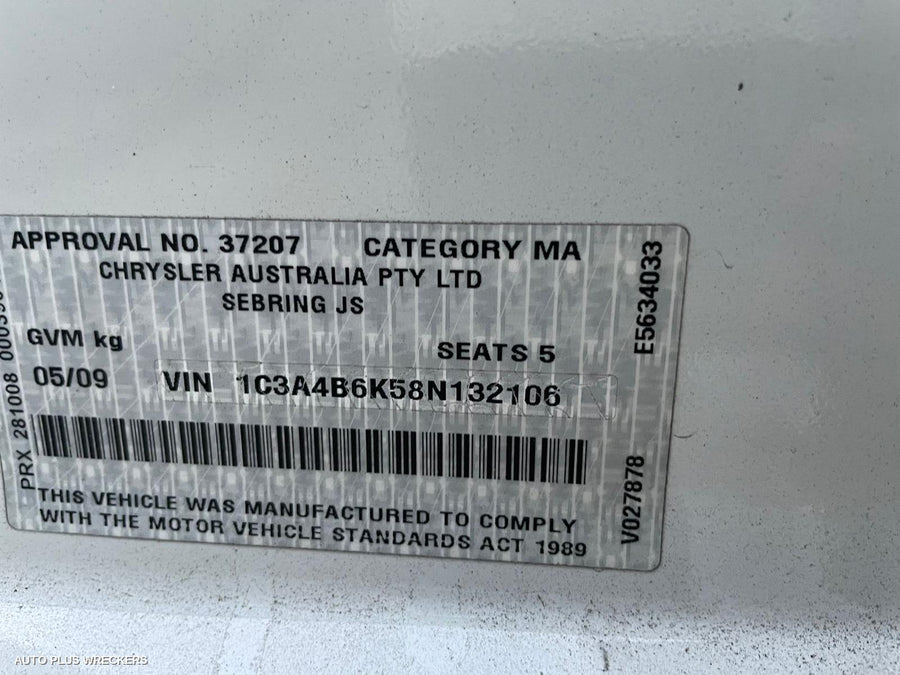 APPROVAL NO. 37207 CATEGORY MA
CHRYSLER AUSTRALIA PTY LTD
SEBRING JS
GVM kg
SEATS 5
05/09 VIN 1C3A4B6K58N132106
THIS VEHICLE WAS MANUFACTURED TO COMPLY
WITH THE MOTOR VEHICLE STANDARDS ACT 1989
PRX 281008
E5634033
V027878
AUTO PLUS WRECKERS